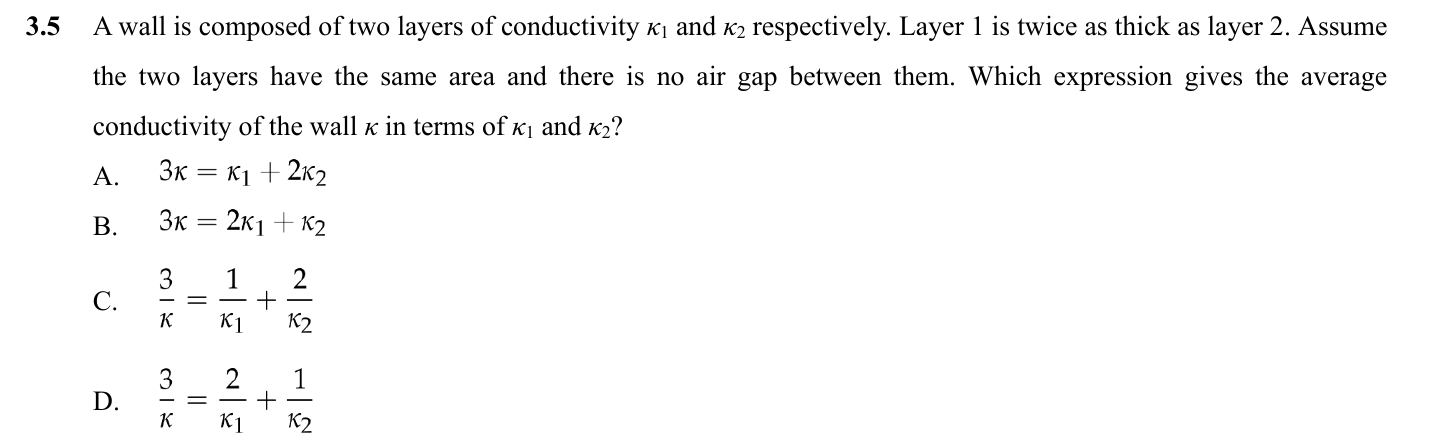 3.5 A wall is composed of two layers of conductivity κ₁ and κ₂ respectively. Layer 1 is twice as thick as layer 2. Assume
the two layers have the same area and there is no air gap between them. Which expression gives the average
conductivity of the wall κ in terms of κ₁ and κ₂?
A. 3κ = κ₁ + 2κ₂
B. 3κ = 2κ₁ + κ₂
C. 3/κ = 1/κ₁ + 2/κ₂
D. 3/κ = 2/κ₁ + 1/κ₂